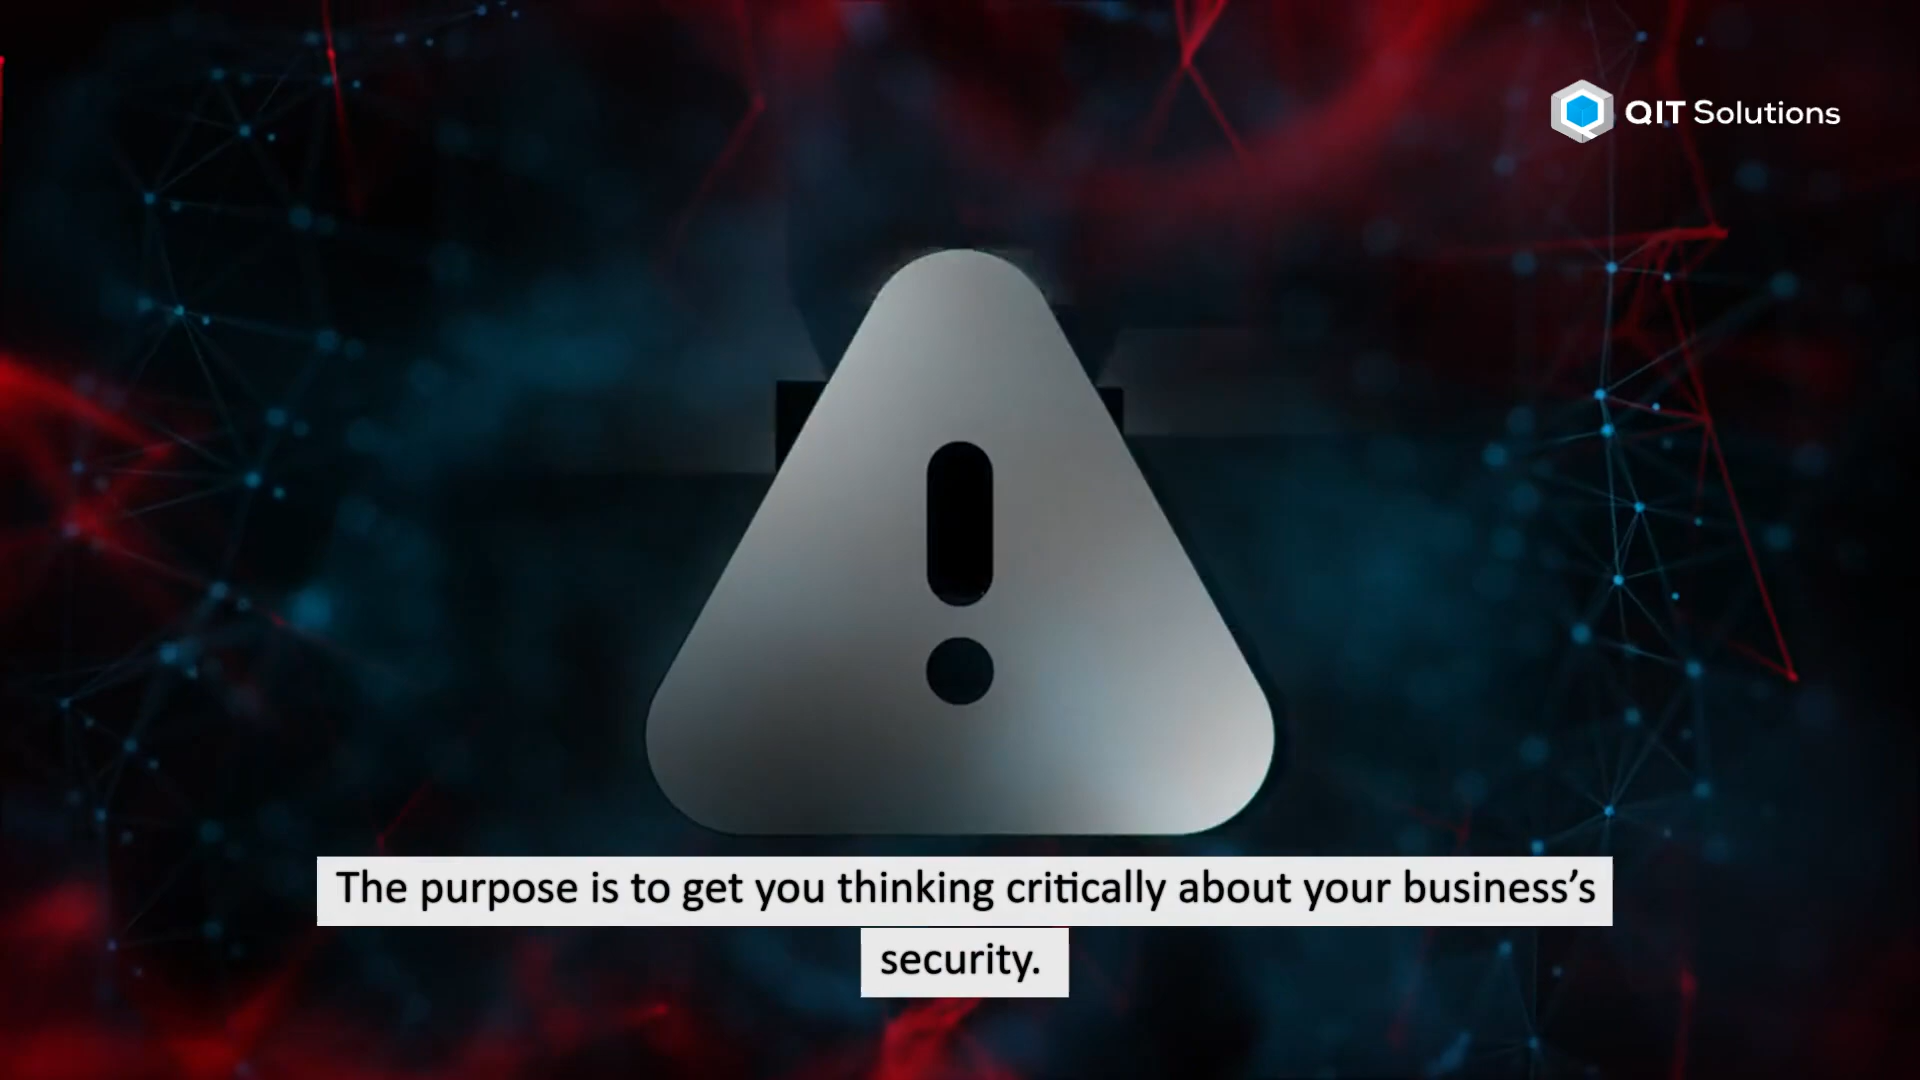 QIT Solutions
The purpose is to get you thinking critically about your business’s
security.